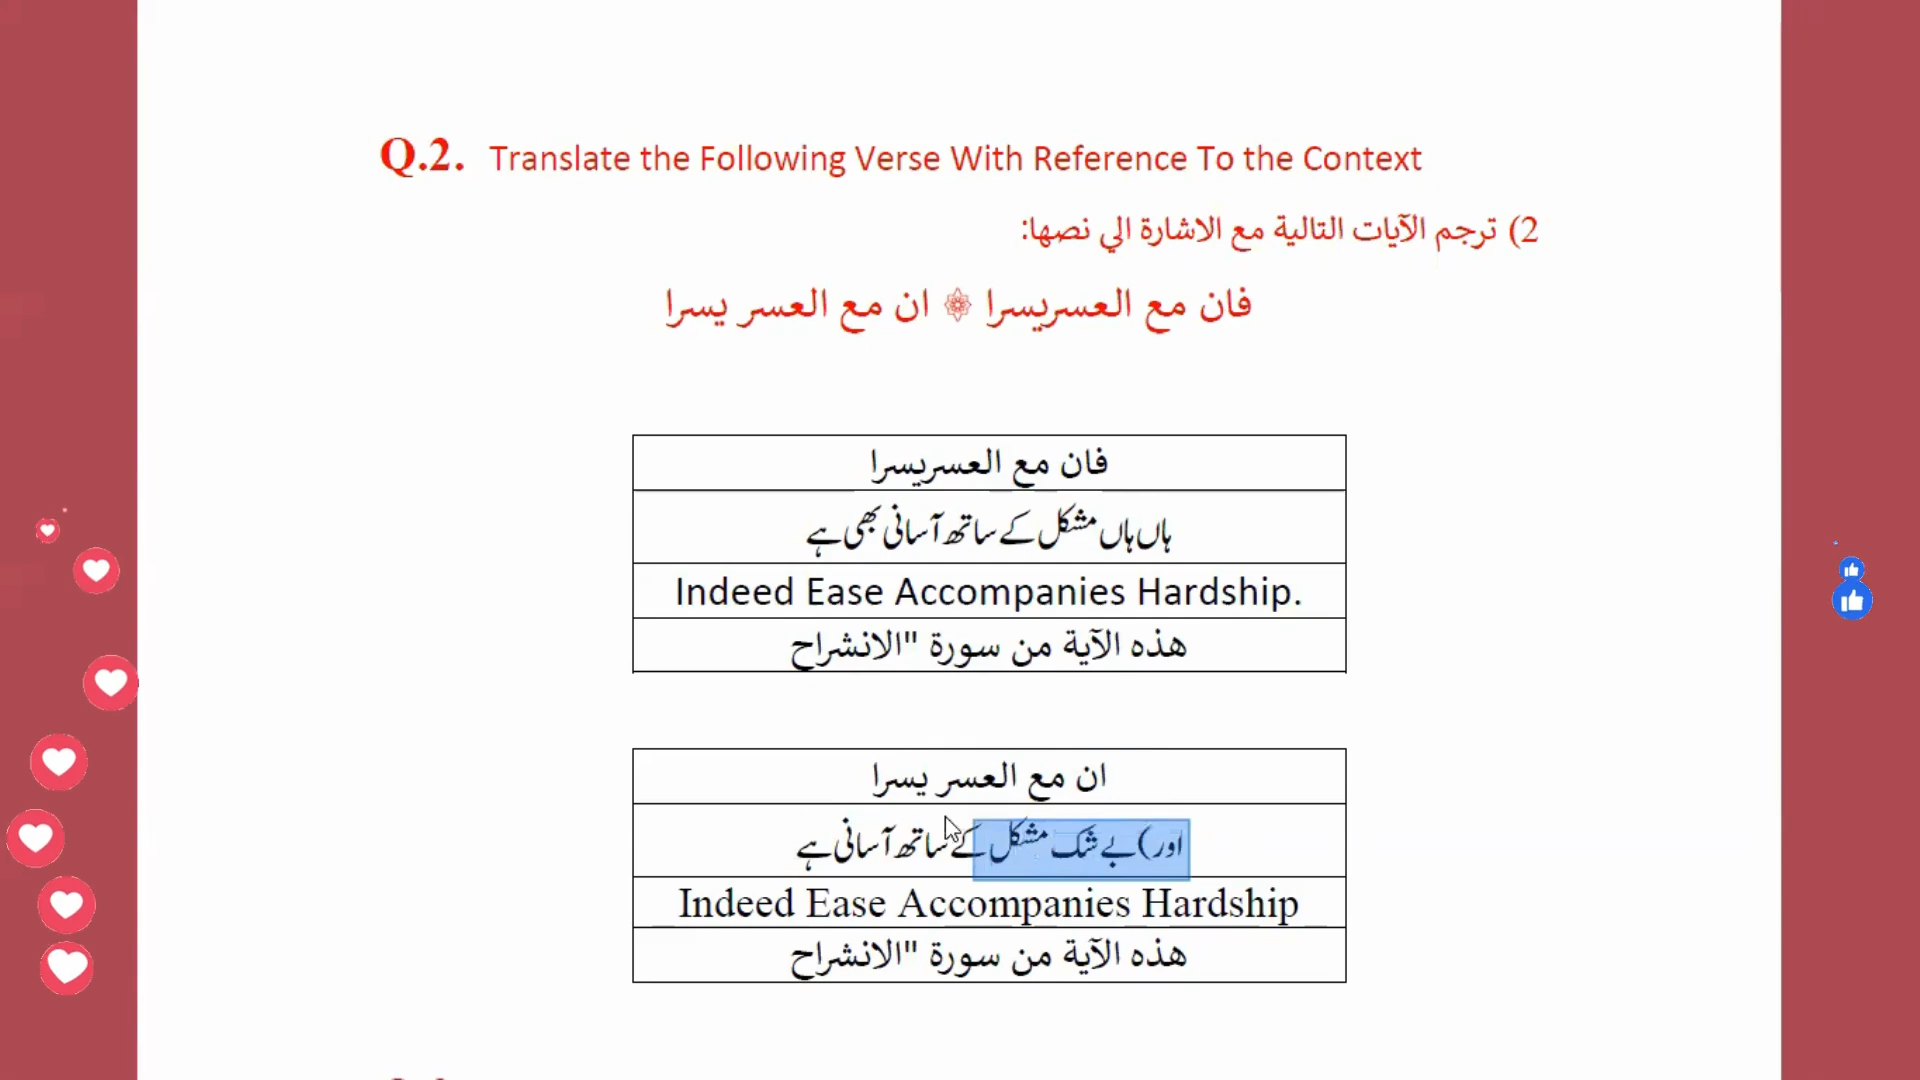 Q.2. Translate the Following Verse With Reference To the Context
2) ترجم الآيات التالية مع الاشارة الي نصها:
فان مع العسريسرا ۞ ان مع العسر يسرا
فان مع العسريسرا
ہاں ہاں مشکل کے ساتھ آسانی بھی ہے
Indeed Ease Accompanies Hardship.
هذه الآية من سورة "الانشراح
ان مع العسر يسرا
اور) بے شک مشکل کے ساتھ آسانی ہے
Indeed Ease Accompanies Hardship
هذه الآية من سورة "الانشراح